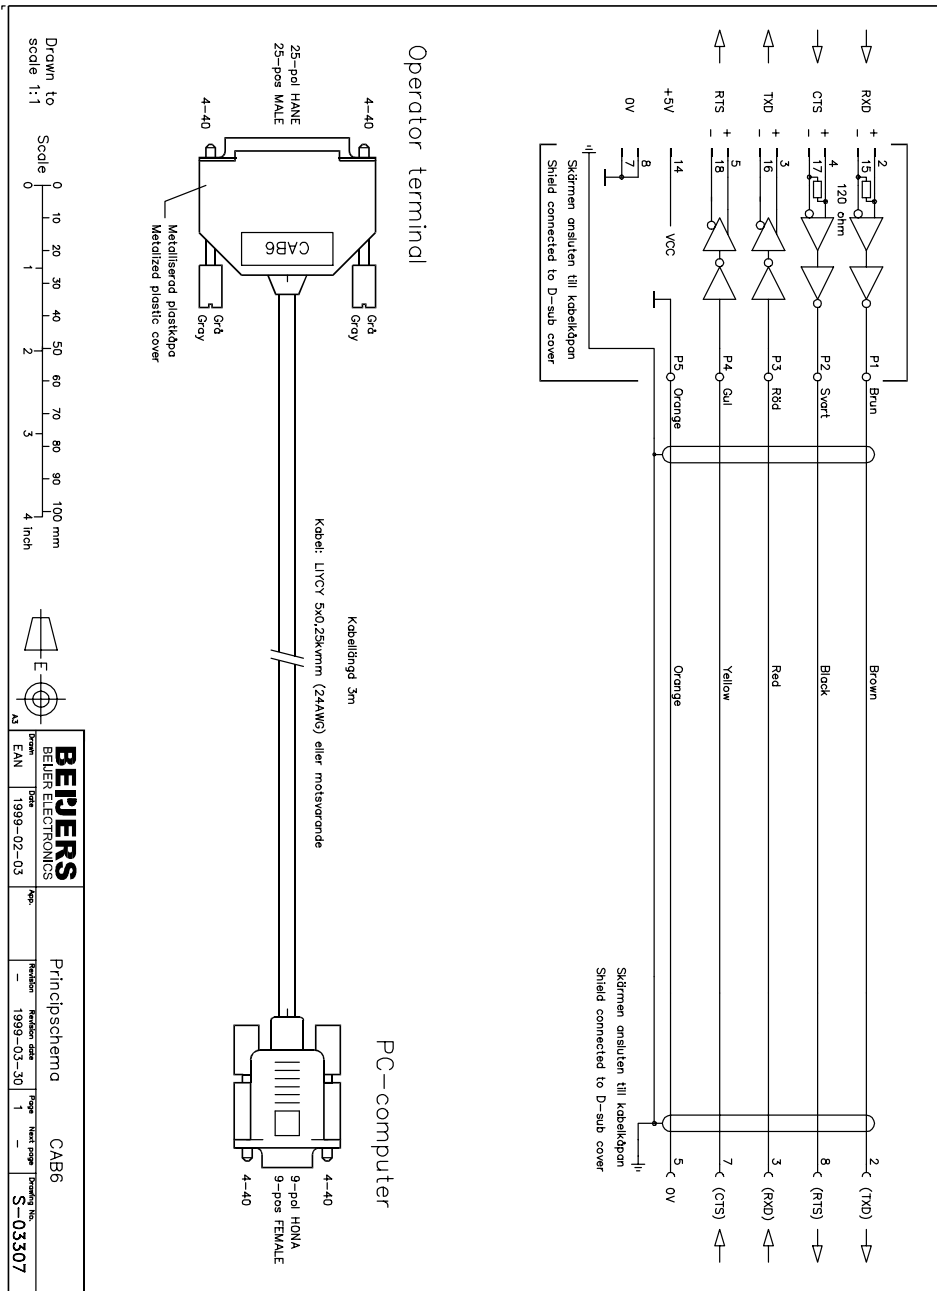 RXD
+
-
2
15
120 ohm
P1
Brun
Brown
2
(TXD)
CTS
+
-
4
17
P2
Svart
Black
8
(RTS)
TXD
+
-
3
16
P3
Röd
Red
3
(RXD)
RTS
+
-
5
18
P4
Gul
Yellow
7
(CTS)
+5V
14
VCC
P5
Orange
Orange
5
0V
0V
8
7
Skärmen ansluten till kabelkåpan
Shield connected to D-sub cover
Skärmen ansluten till kabelkåpan
Shield connected to D-sub cover
Operator terminal
PC-computer
4-40
25-pol HANE
25-pos MALE
4-40
CAB6
Grå
Gray
Grå
Gray
Metalliserad plastkåpa
Metalized plastic cover
Kabellängd 3m
Kabel: LIYCY 5x0,25kvmm (24AWG) eller motsvarande
4-40
9-pol HONA
9-pos FEMALE
4-40
Drawn to
scale 1:1
Scale
0 10 20 30 40 50 60 70 80 90 100 mm
0 1 2 3 4 inch
E
A3
BEIJERS
BEIJER ELECTRONICS
Principschema CAB6
Drawn
EAN
Date
1999-02-03
App.
Revision
-
Revision date
1999-03-30
Page
1
Next page
-
Drawing No.
S-03307